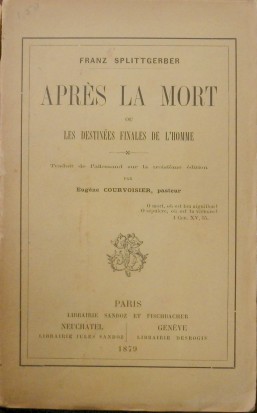 FRANZ SPLITTGERBER
APRÈS LA MORT
OU
LES DESTINÉES FINALES DE L'HOMME
Traduit de l'allemand sur la troisième édition
PAR
Eugène COURVOISIER, pasteur
O mort, où est ton aiguillon?
O sépulcre, où est ta victoire?
1 Cor. XV, 55.
PARIS
LIBRAIRIE SANDOZ ET FISCHBACHER
NEUCHATEL
LIBRAIRIE JULES SANDOZ
GENÈVE
LIBRAIRIE DESROGIS
1879